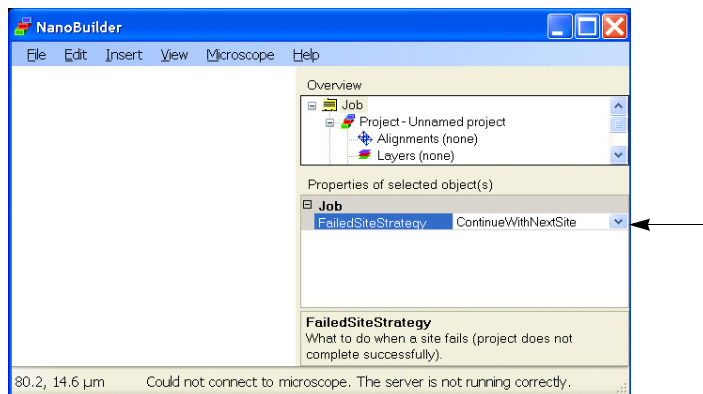 NanoBuilder
File Edit Insert View Microscope Help
Overview
Job
Project - Unnamed project
Alignments (none)
Layers (none)
Properties of selected object(s)
Job
FailedSiteStrategy ContinueWithNextSite
FailedSiteStrategy
What to do when a site fails (project does not
complete successfully).
80.2, 14.6 µm Could not connect to microscope. The server is not running correctly.